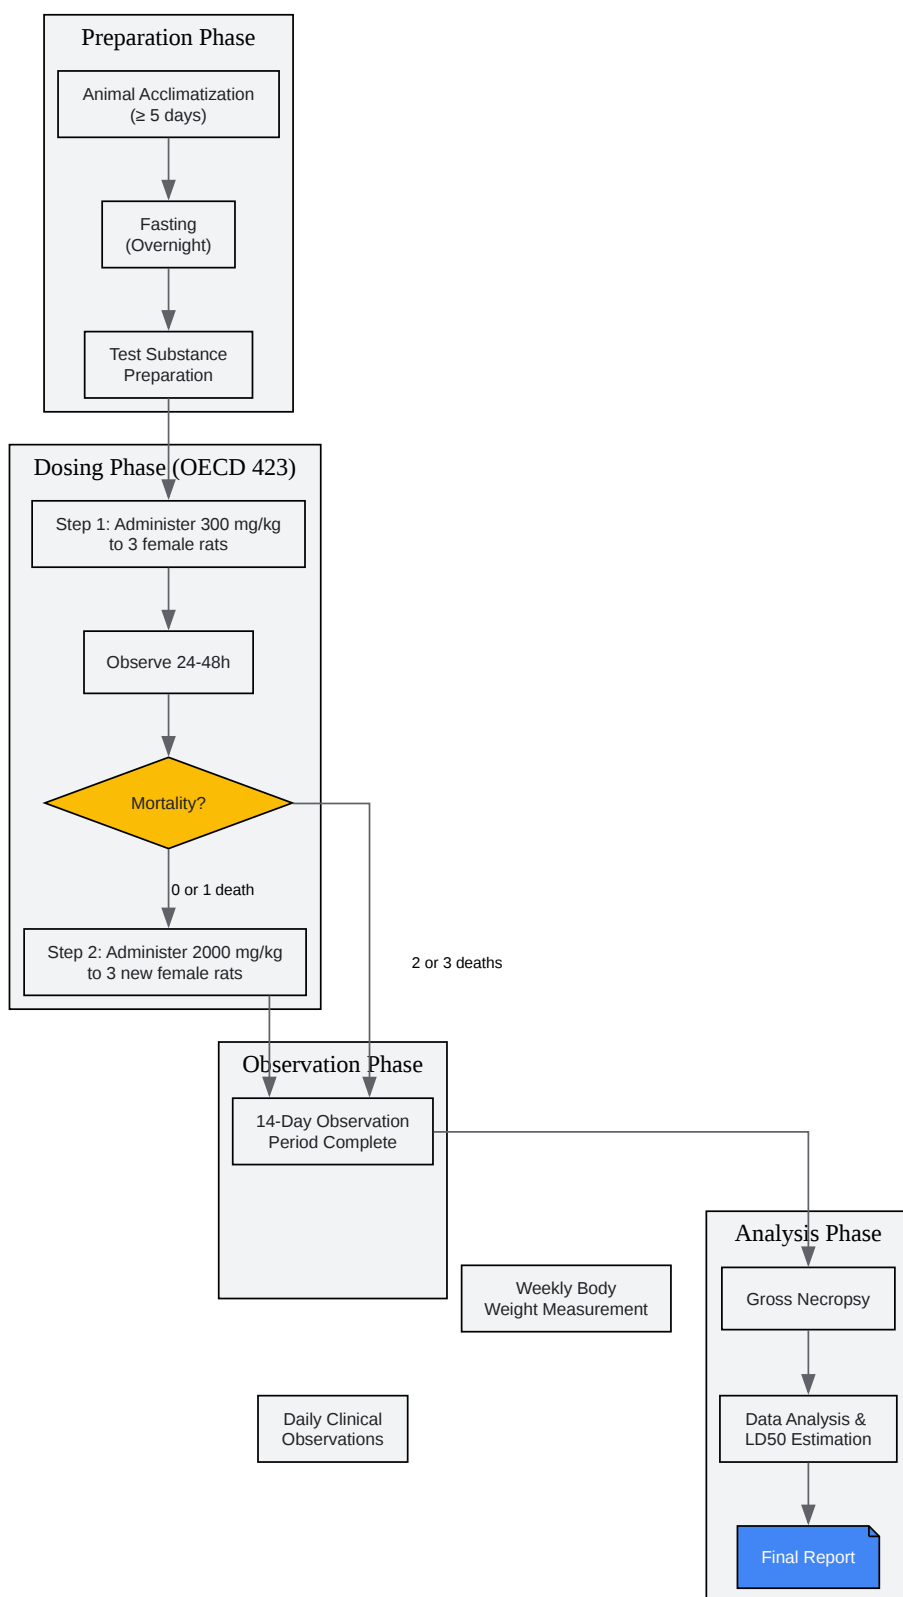 Preparation Phase
Animal Acclimatization
(≥ 5 days)
Fasting
(Overnight)
Test Substance
Preparation
Dosing Phase (OECD 423)
Step 1: Administer 300 mg/kg
to 3 female rats
Observe 24-48h
Mortality?
0 or 1 death
Step 2: Administer 2000 mg/kg
to 3 new female rats
2 or 3 deaths
Observation Phase
14-Day Observation
Period Complete
Weekly Body
Weight Measurement
Daily Clinical
Observations
Analysis Phase
Gross Necropsy
Data Analysis &
LD50 Estimation
Final Report